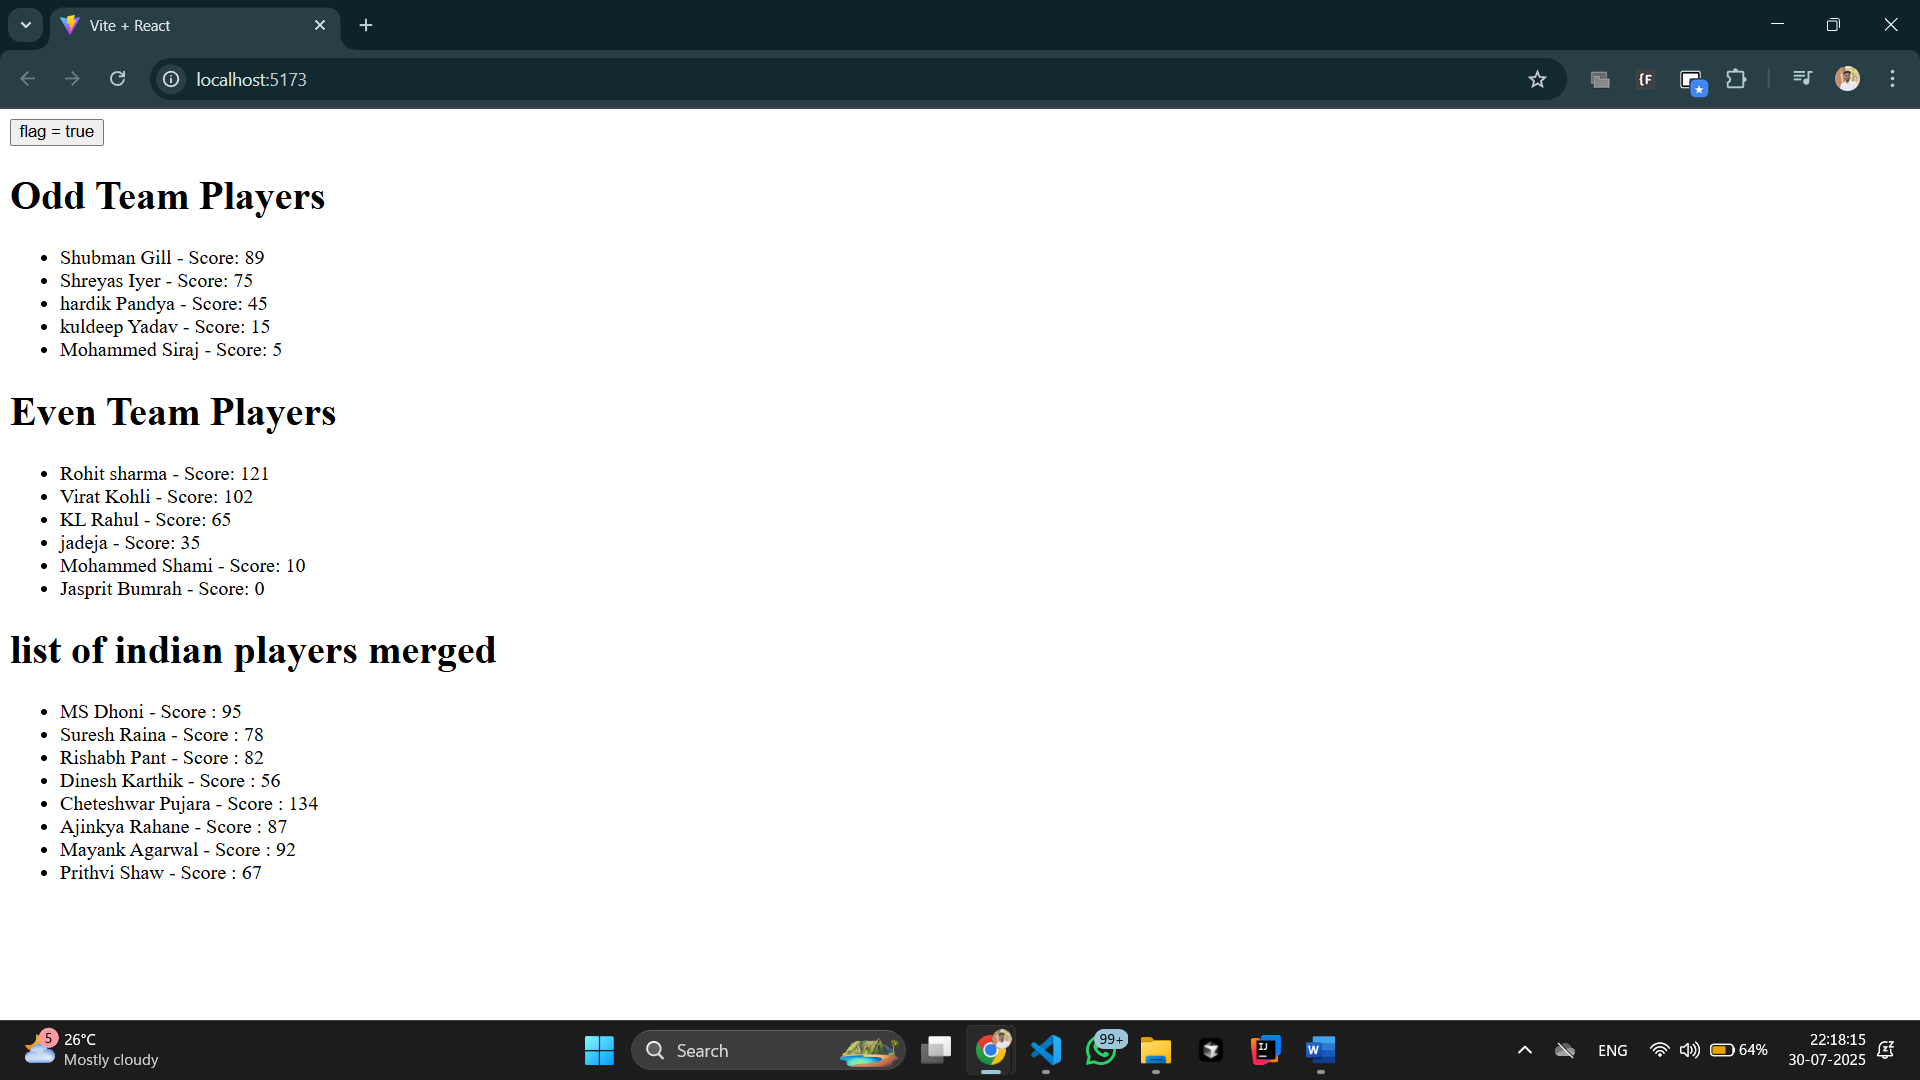 Vite + React
localhost:5173
{F
flag = true
Odd Team Players
Shubman Gill - Score: 89
Shreyas Iyer - Score: 75
hardik Pandya - Score: 45
kuldeep Yadav - Score: 15
Mohammed Siraj - Score: 5
Even Team Players
Rohit sharma - Score: 121
Virat Kohli - Score: 102
KL Rahul - Score: 65
jadeja - Score: 35
Mohammed Shami - Score: 10
Jasprit Bumrah - Score: 0
list of indian players merged
MS Dhoni - Score : 95
Suresh Raina - Score : 78
Rishabh Pant - Score : 82
Dinesh Karthik - Score : 56
Cheteshwar Pujara - Score : 134
Ajinkya Rahane - Score : 87
Mayank Agarwal - Score : 92
Prithvi Shaw - Score : 67
5
26°C
Mostly cloudy
Search
99+
IJ
W
ENG
64%
22:18:15
30-07-2025